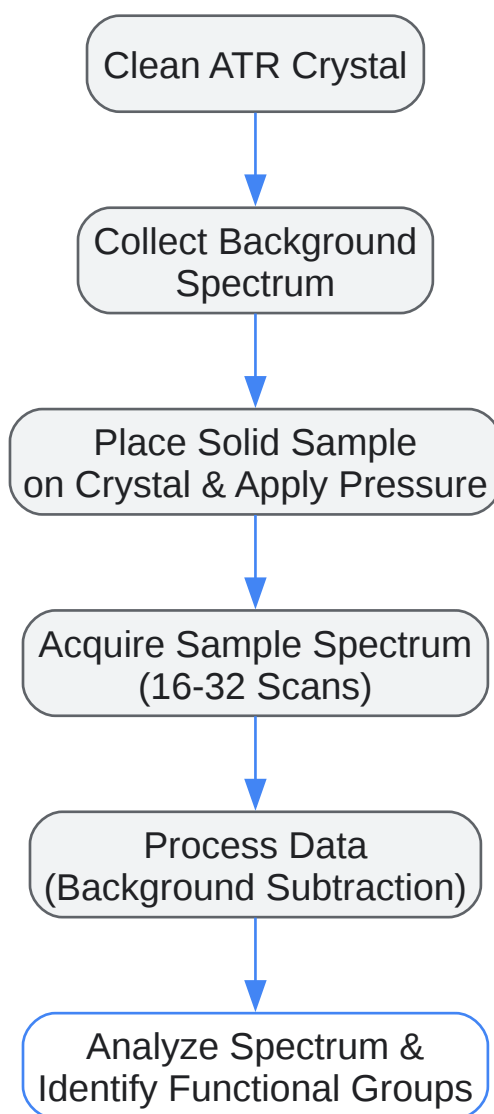 Clean ATR Crystal
Collect Background
Spectrum
Place Solid Sample
on Crystal & Apply Pressure
Acquire Sample Spectrum
(16-32 Scans)
Process Data
(Background Subtraction)
Analyze Spectrum &
Identify Functional Groups